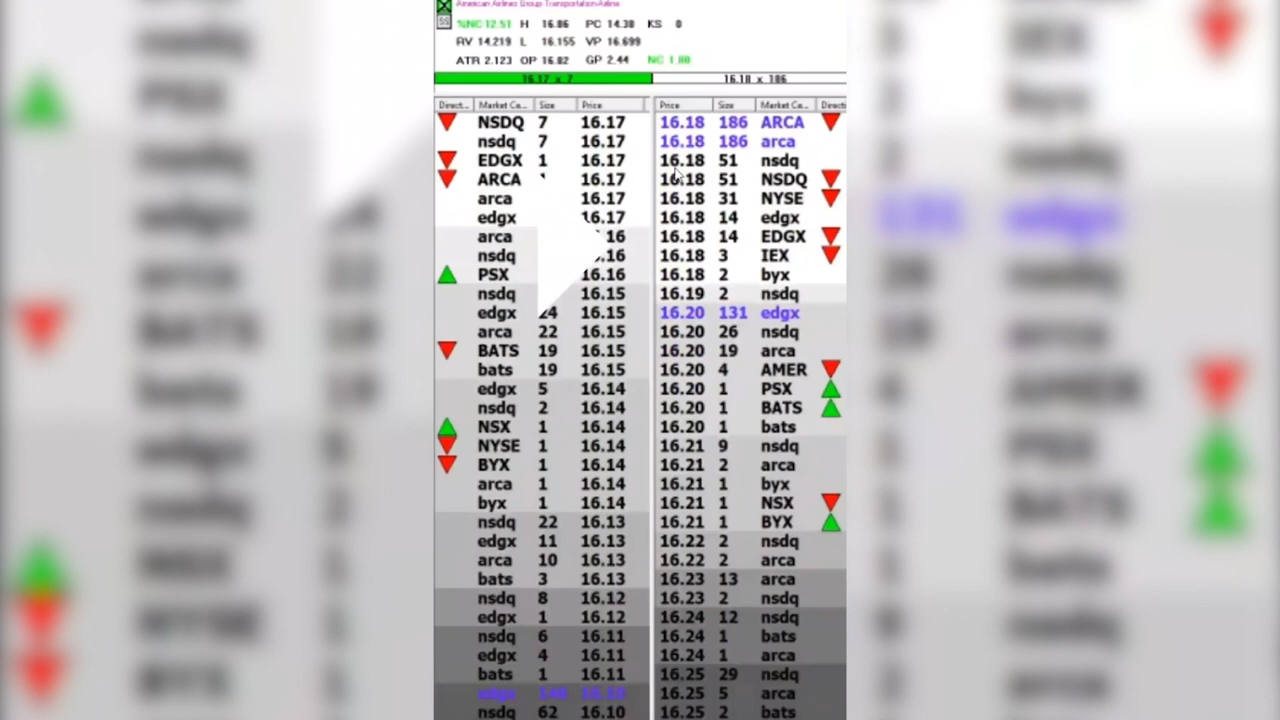 American Airlines Group Transportation-Airline
SS %NC 12.51 H 16.86 PC 14.38 KS 0
RV 14.219 L 16.155 VP 16.699
ATR 2.123 OP 16.82 GP 2.44 NC 1.80
16.17 x 7 16.18 x 186
Direct... Market Ce... Size Price Price Size Market Ce... Directi
NSDQ 7 16.17 16.18 186 ARCA
nsdq 7 16.17 16.18 186 arca
EDGX 1 16.17 16.18 51 nsdq
ARCA 16.17 16.18 51 NSDQ
arca 16.17 16.18 31 NYSE
edgx 16.17 16.18 14 edgx
arca 16 16.18 14 EDGX
nsdq .16 16.18 3 IEX
PSX 16.16 16.18 2 byx
nsdq 16.15 16.19 2 nsdq
edgx 24 16.15 16.20 131 edgx
arca 22 16.15 16.20 26 nsdq
BATS 19 16.15 16.20 19 arca
bats 19 16.15 16.20 4 AMER
edgx 5 16.14 16.20 1 PSX
nsdq 2 16.14 16.20 1 BATS
NSX 1 16.14 16.20 1 bats
NYSE 1 16.14 16.21 9 nsdq
BYX 1 16.14 16.21 2 arca
arca 1 16.14 16.21 1 byx
byx 1 16.14 16.21 1 NSX
nsdq 22 16.13 16.21 1 BYX
edgx 11 16.13 16.22 2 nsdq
arca 10 16.13 16.22 2 arca
bats 3 16.13 16.23 13 arca
nsdq 8 16.12 16.23 2 nsdq
edgx 1 16.12 16.24 12 nsdq
nsdq 6 16.11 16.24 1 bats
edgx 4 16.11 16.24 1 arca
bats 1 16.11 16.25 29 nsdq
edgx 16.10 16.25 5 arca
nsdq 62 16.10 16.25 2 bats